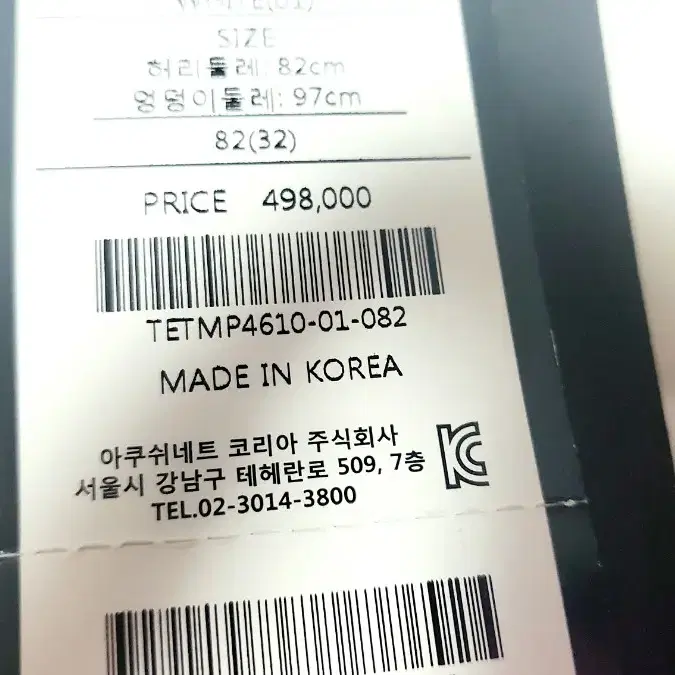 WHITE(01)
SIZE
허리둘레: 82cm
엉덩이둘레: 97cm
82(32)
PRICE 498,000
TETMP4610-01-082
MADE IN KOREA
아쿠쉬네트 코리아 주식회사
서울시 강남구 테헤란로 509, 7층
TEL.02-3014-3800